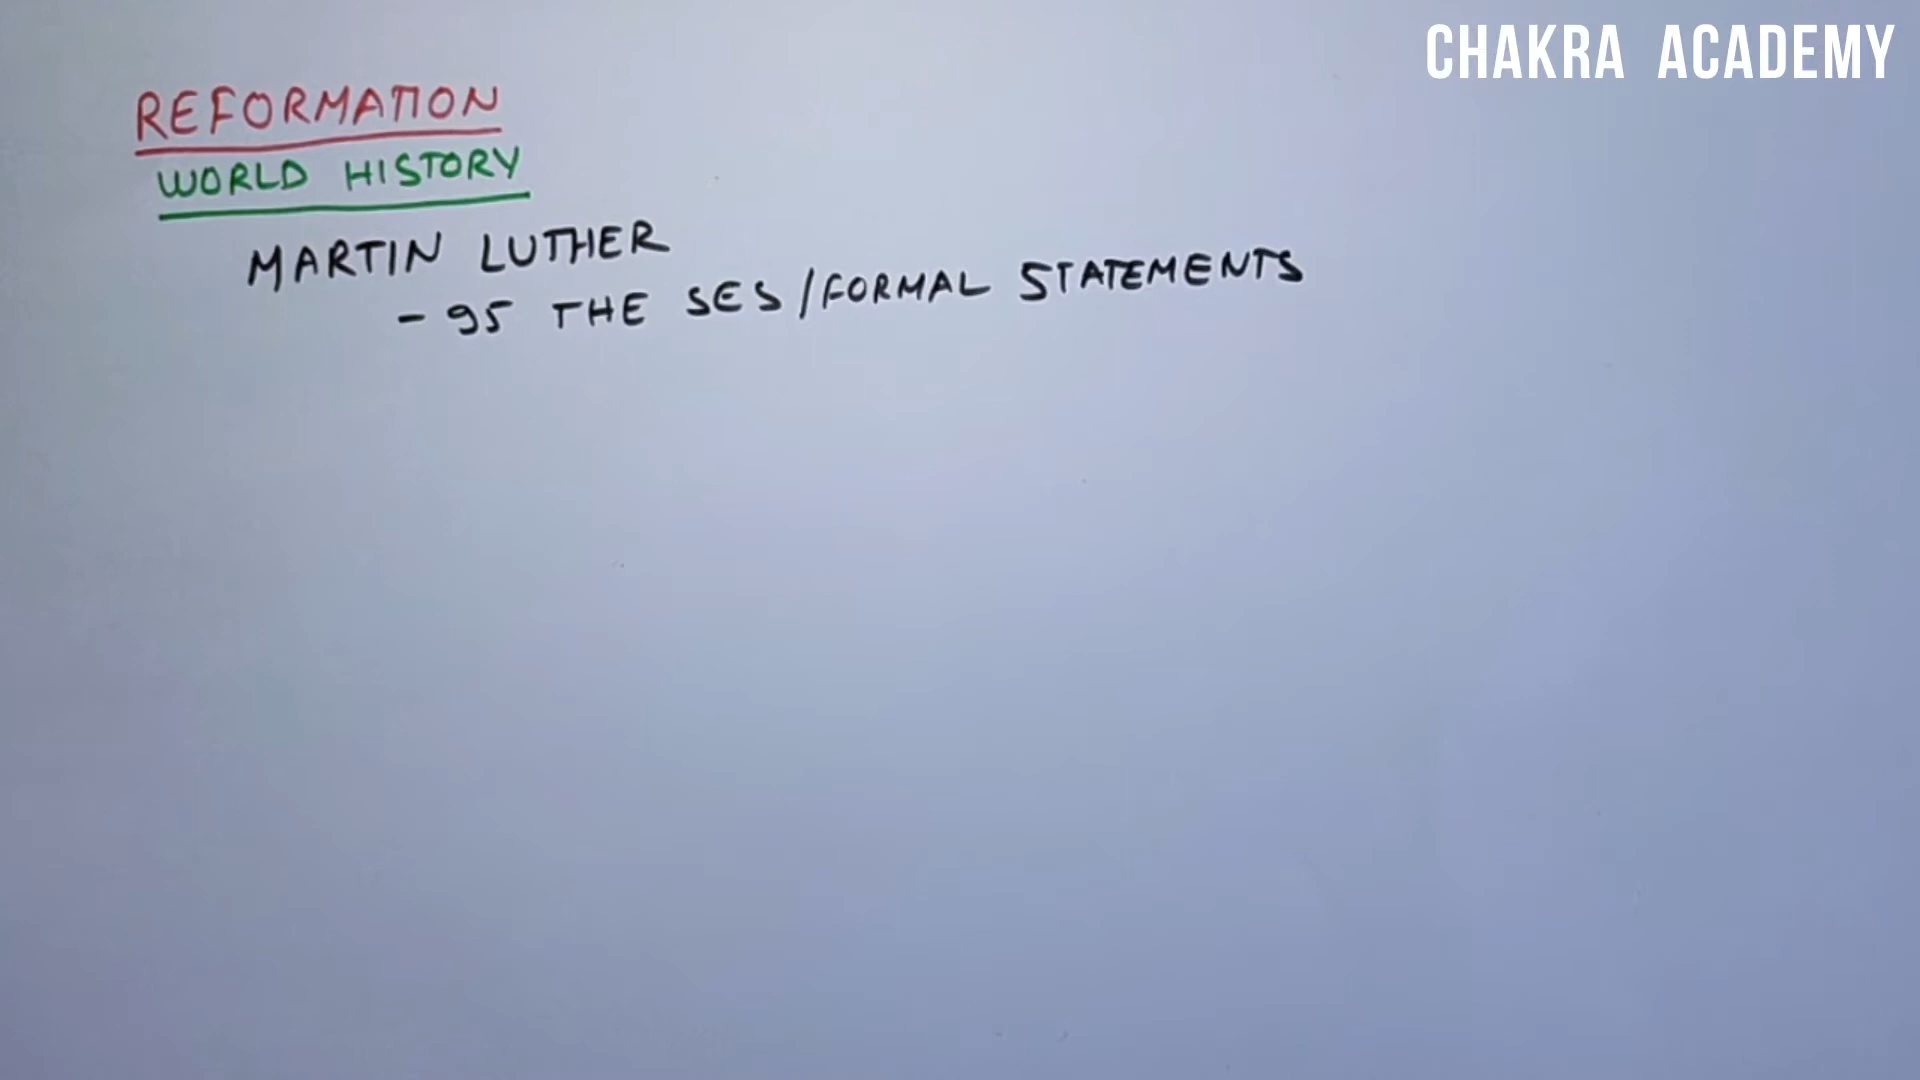 CHAKRA ACADEMY
REFORMATION
WORLD HISTORY
MARTIN LUTHER
- 95 THE SES/FORMAL STATEMENTS